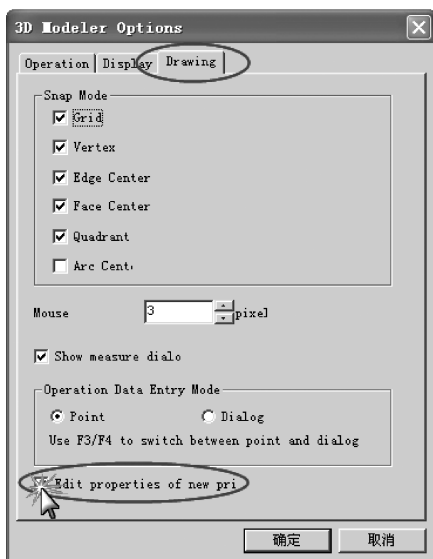 3D Modeler Options
Operation Display Drawing
Snap Mode
Grid
Vertex
Edge Center
Face Center
Quadrant
Arc Cent
Mouse 3 pixel
Show measure dialo
Operation Data Entry Mode
Point Dialog
Use F3/F4 to switch between point and dialog
Edit properties of new pri
确定 取消